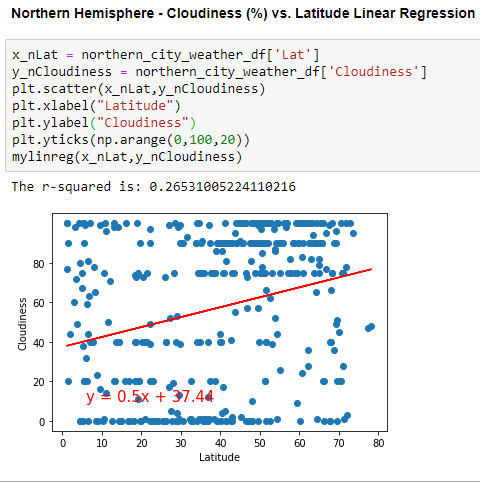 Northern Hemisphere - Cloudiness (%) vs. Latitude Linear Regression
x_nLat = northern_city_weather_df['Lat']
y_nCloudiness = northern_city_weather_df['Cloudiness']
plt.scatter(x_nLat,y_nCloudiness)
plt.xlabel("Latitude")
plt.ylabel("Cloudiness")
plt.yticks(np.arange(0,100,20))
mylinreg(x_nLat,y_nCloudiness)
The r-squared is: 0.26531005224110216
Cloudiness
80
60
40
20
0
y = 0.5x + 37.44
0 10 20 30 40 50 60 70 80
Latitude